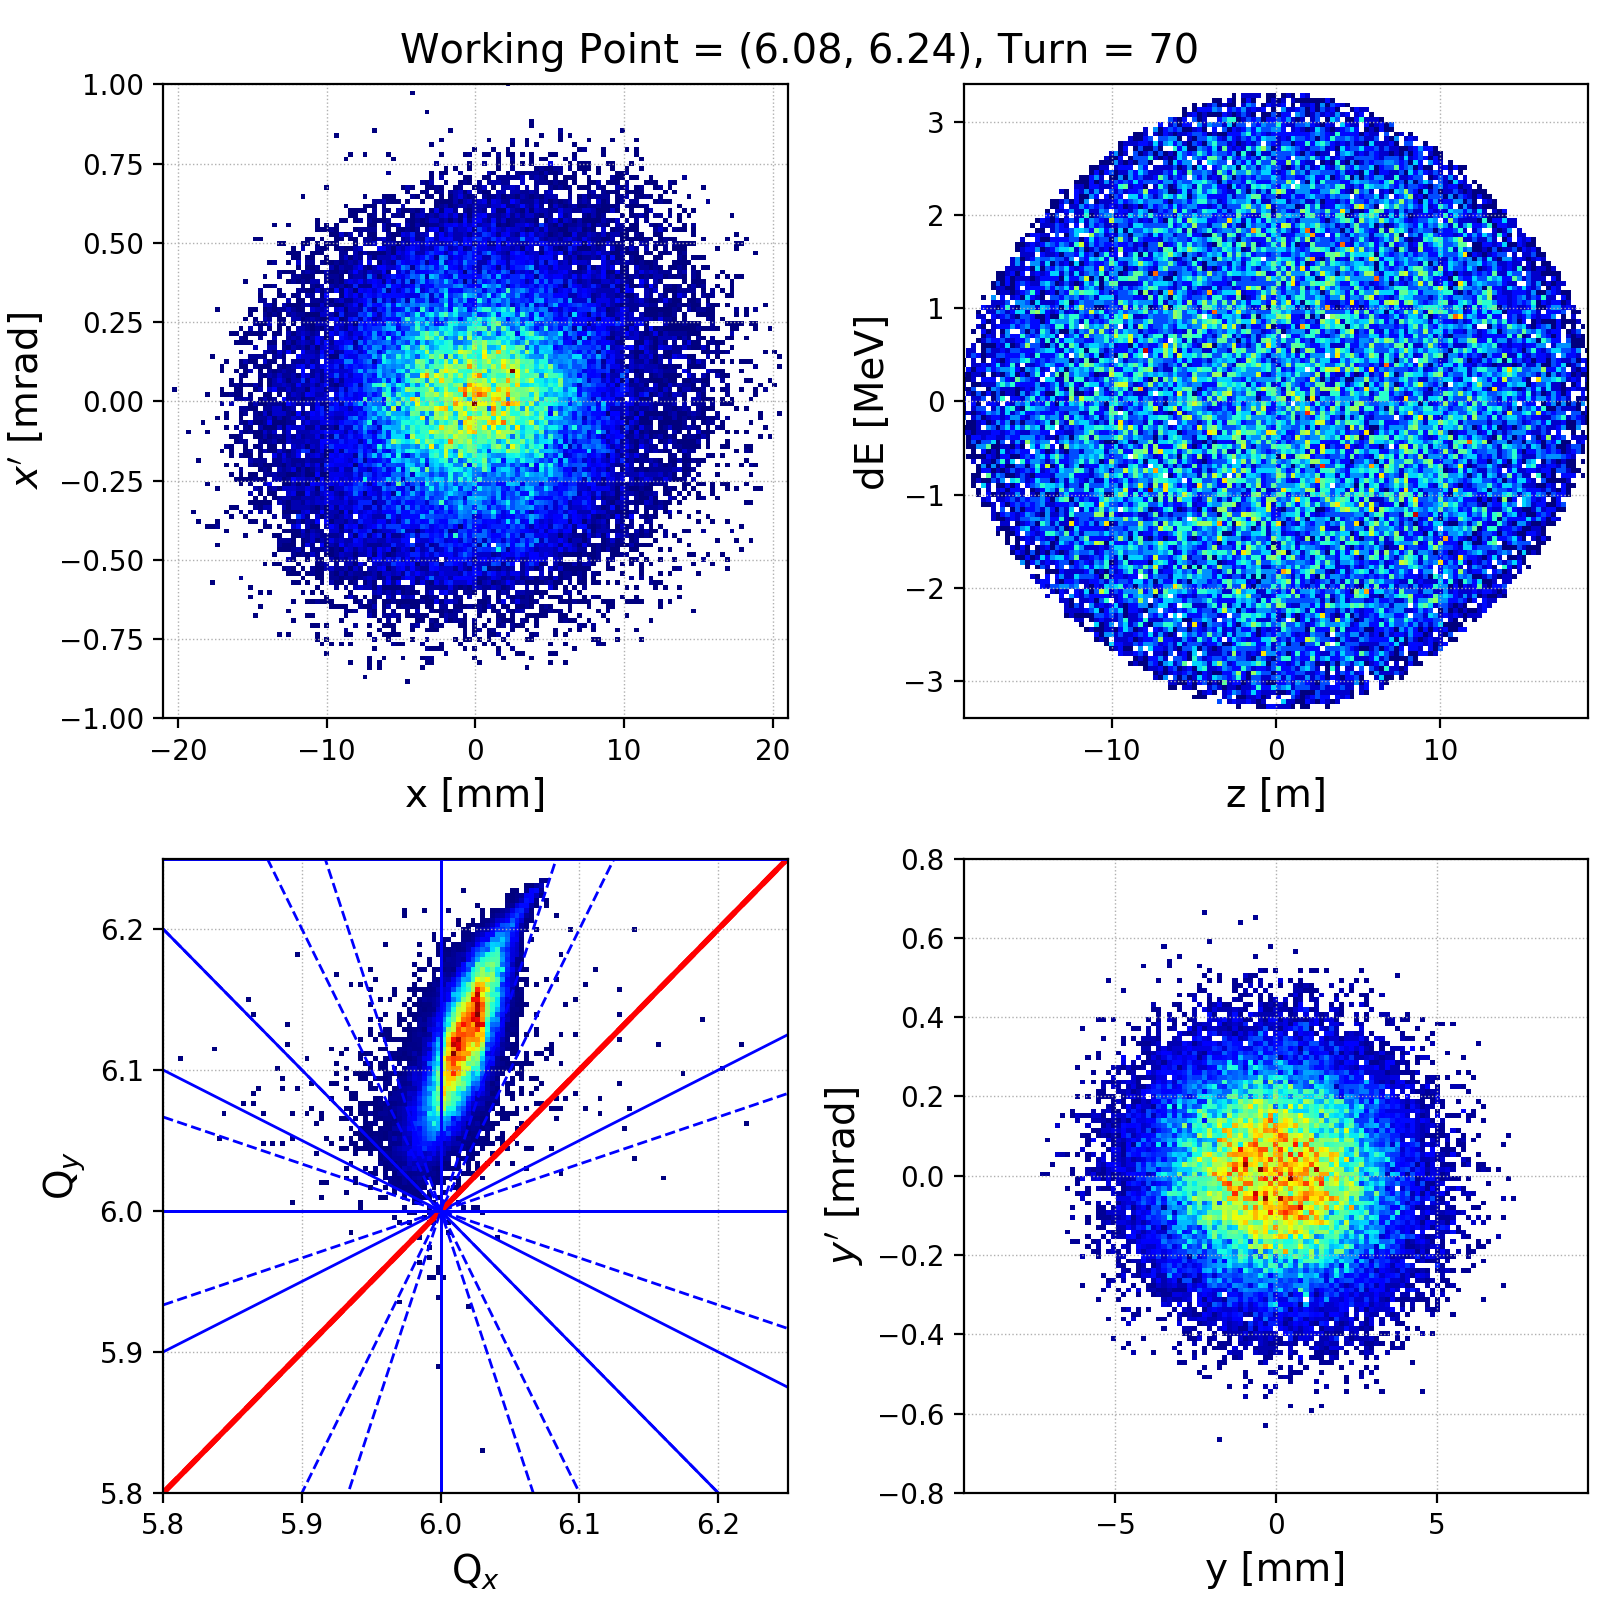 Working Point = (6.08, 6.24), Turn = 70
1.00
0.75
0.50
0.25
0.00
−0.25
−0.50
−0.75
−1.00
x′ [mrad]
−20 −10 0 10 20
x [mm]
3
2
1
0
−1
−2
−3
dE [MeV]
−10 0 10
z [m]
6.2
6.1
6.0
5.9
5.8
Qy
5.8 5.9 6.0 6.1 6.2
Qx
0.8
0.6
0.4
0.2
0.0
−0.2
−0.4
−0.6
−0.8
y′ [mrad]
−5 0 5
y [mm]